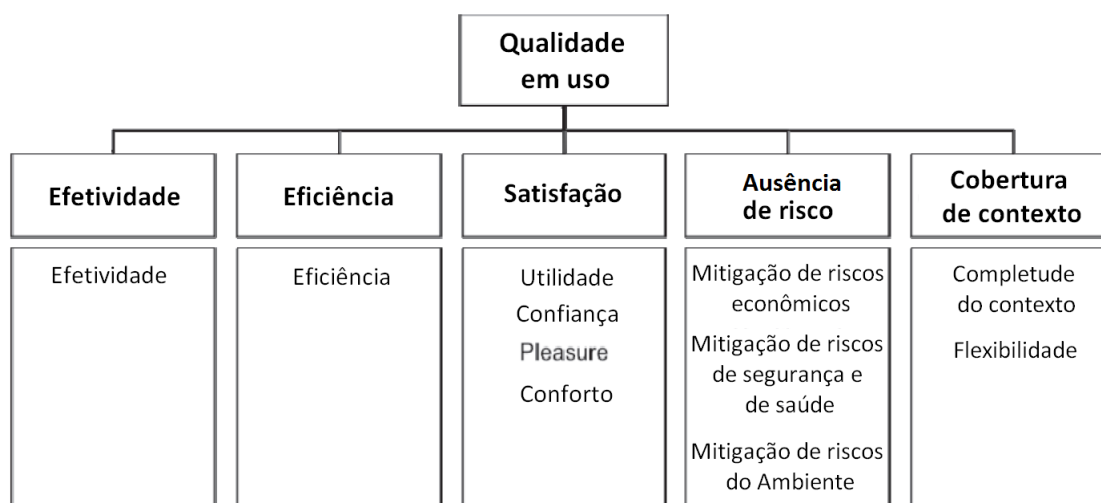 Qualidade
em uso
Efetividade
Eficiência
Satisfação
Ausência
de risco
Cobertura
de contexto
Efetividade
Eficiência
Utilidade
Confiança
Pleasure
Conforto
Mitigação de riscos
econômicos
Mitigação de riscos
de segurança e
de saúde
Mitigação de riscos
do Ambiente
Completude
do contexto
Flexibilidade